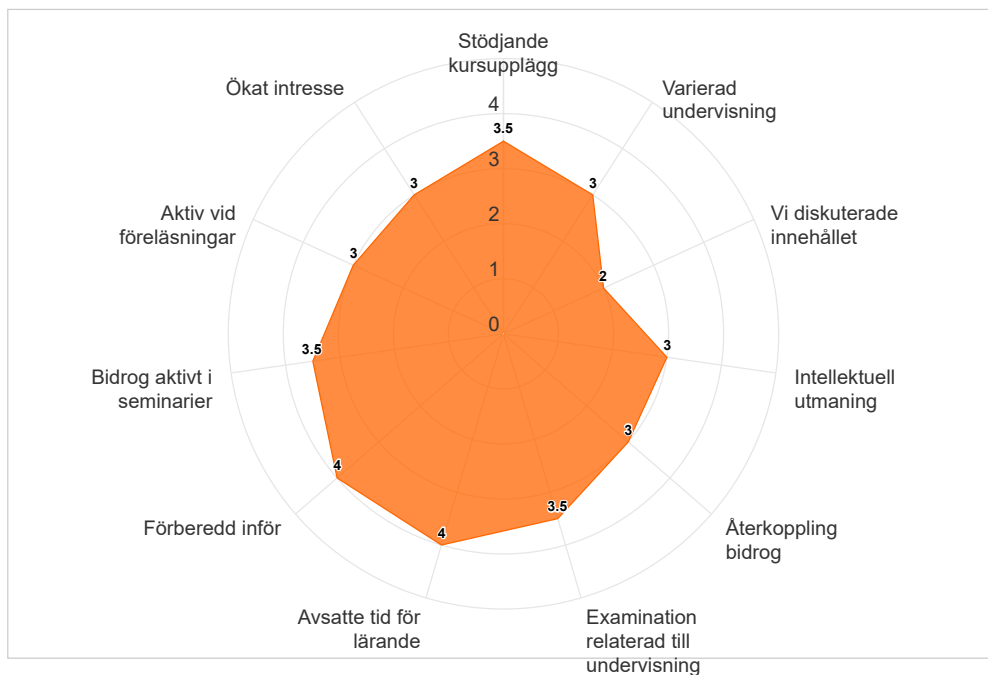 Stödjande
kursupplägg
Ökat intresse
Varierad
undervisning
4
3.5
3
3
3
2
1
0
Aktiv vid
föreläsningar
3
Vi diskuterade
innehållet
2
Bidrog aktivt i
seminarier
3.5
3
Intellektuell
utmaning
Förberedd inför
4
3
Återkoppling
bidrog
Avsatte tid för
lärande
4
3.5
Examination
relaterad till
undervisning